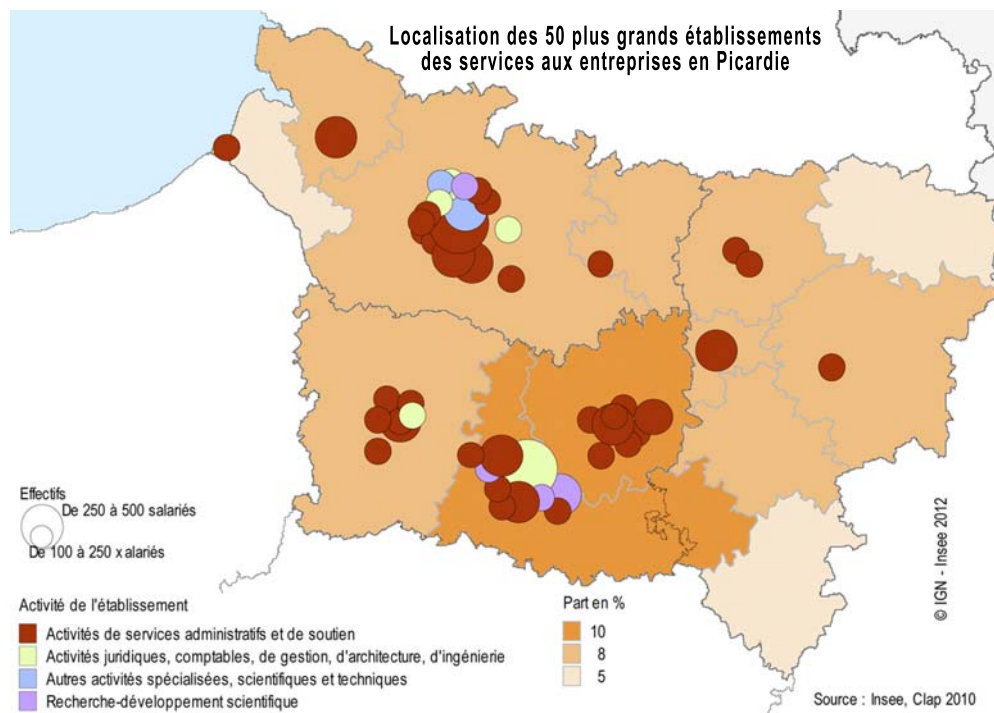 Localisation des 50 plus grands établissements
des services aux entreprises en Picardie
Effectifs
De 250 à 500 salariés
De 100 à 250 x alariés
Activité de l'établissement
Activités de services administratifs et de soutien
Activités juridiques, comptables, de gestion, d'architecture, d'ingénierie
Autres activités spécialisées, scientifiques et techniques
Recherche-développement scientifique
Part en %
10
8
5
© IGN - Insee 2012
Source : Insee, Clap 2010